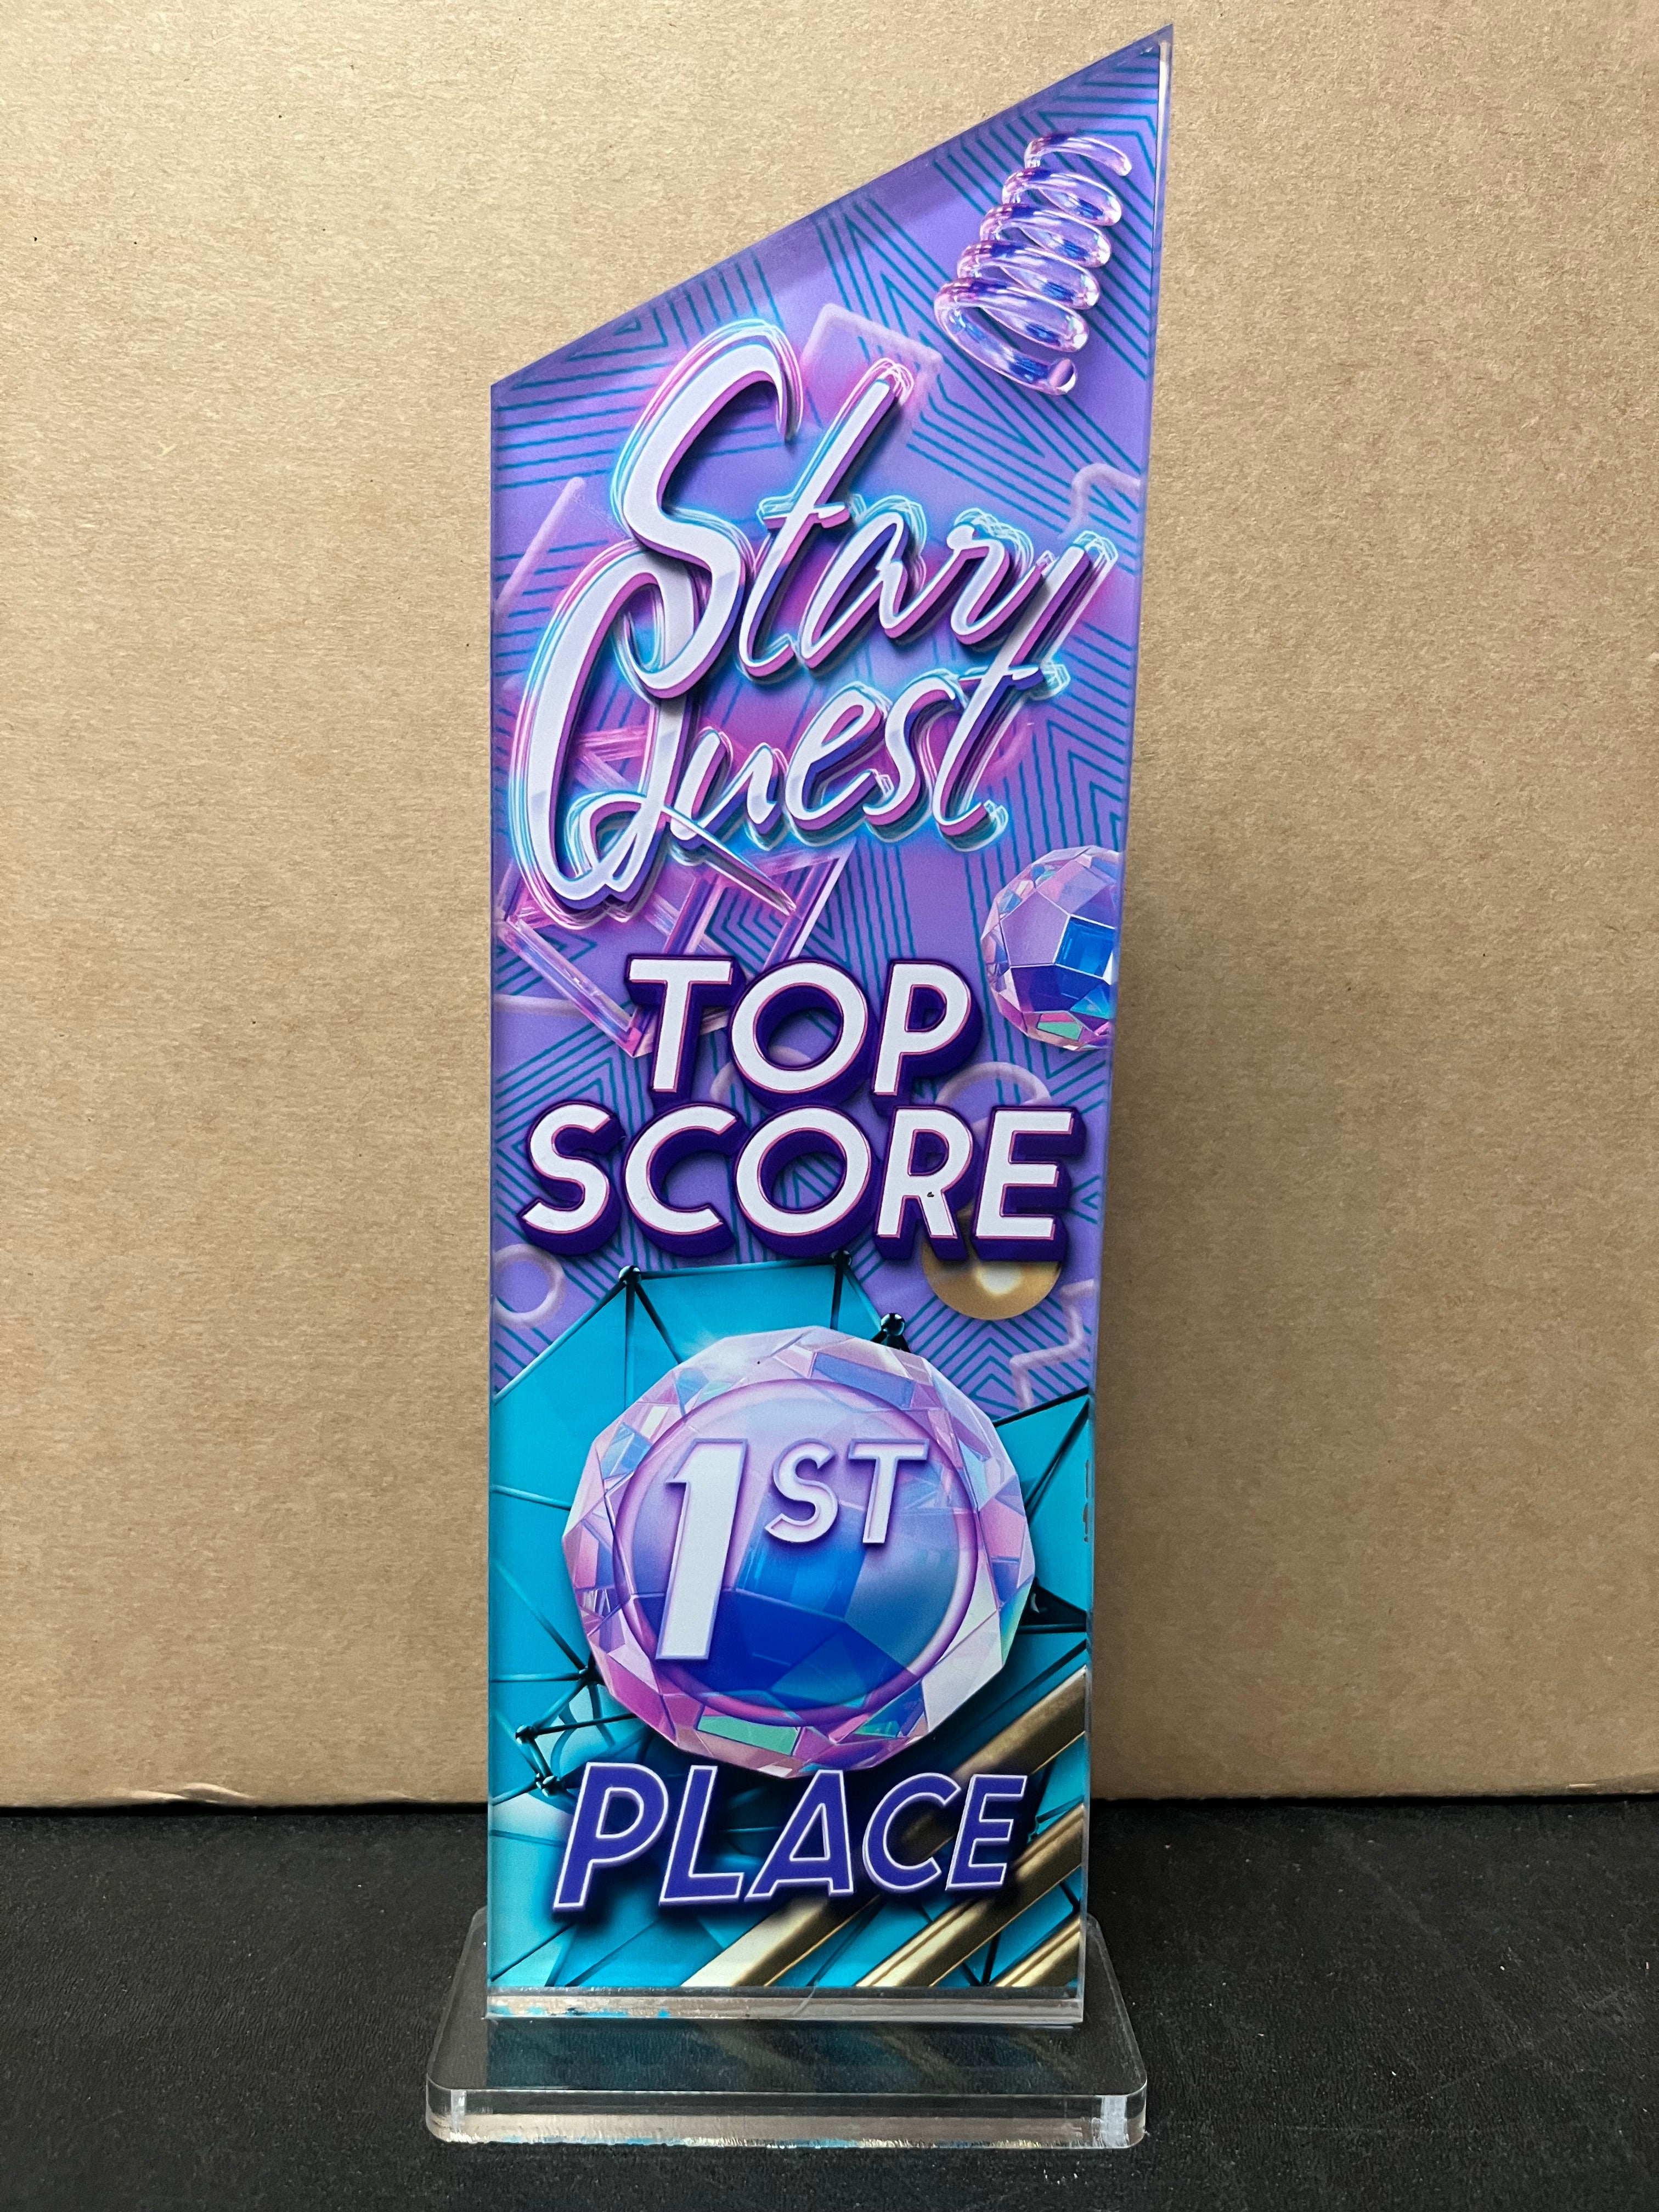 Star
Quest
TOP
SCORE
1ST
PLACE